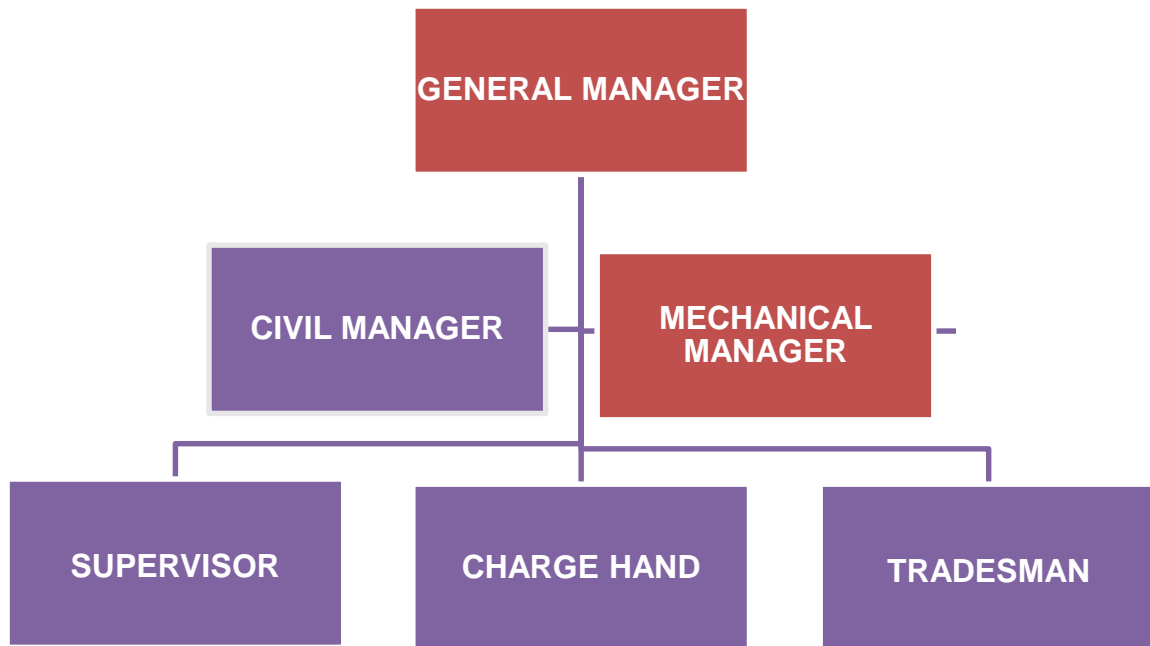 GENERAL MANAGER
CIVIL MANAGER
MECHANICAL
MANAGER
SUPERVISOR
CHARGE HAND
TRADESMAN